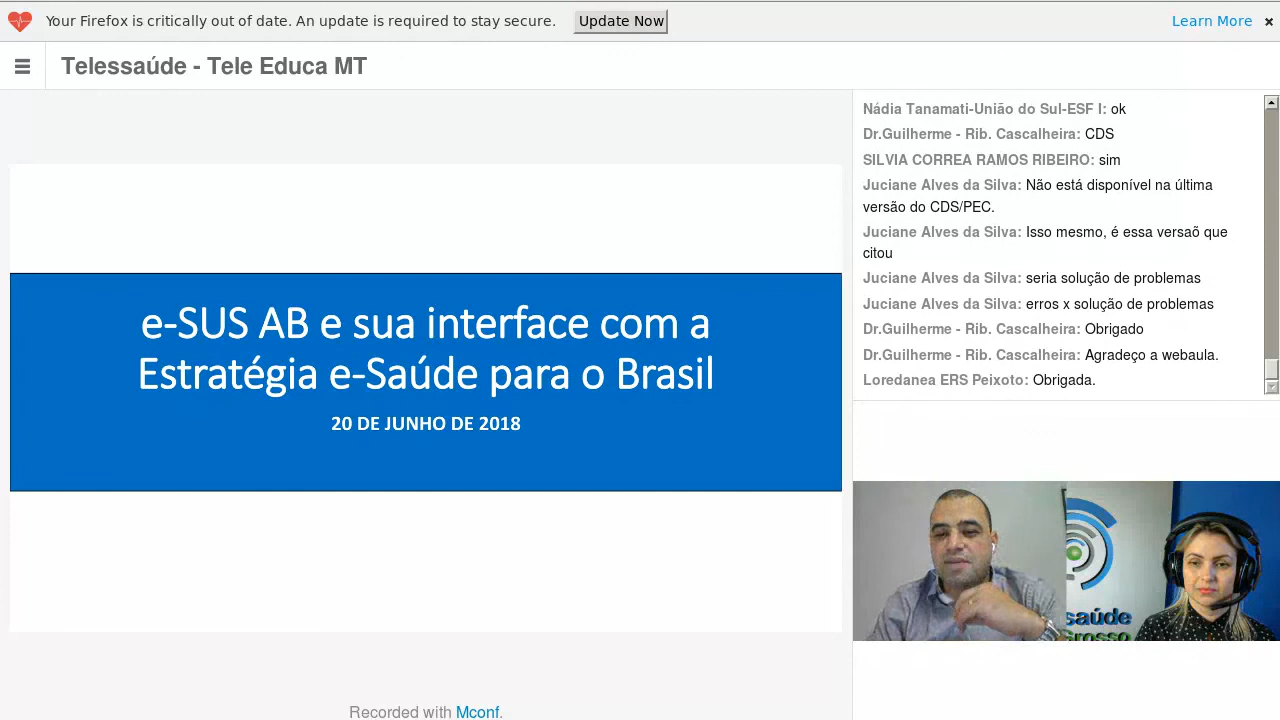 Your Firefox is critically out of date. An update is required to stay secure. Update Now Learn More ×
Telessaúde - Tele Educa MT
e-SUS AB e sua interface com a
Estratégia e-Saúde para o Brasil
20 DE JUNHO DE 2018
Nádia Tanamati-União do Sul-ESF I: ok
Dr.Guilherme - Rib. Cascalheira: CDS
SILVIA CORREA RAMOS RIBEIRO: sim
Juciane Alves da Silva: Não está disponível na última
versão do CDS/PEC.
Juciane Alves da Silva: Isso mesmo, é essa versaõ que
citou
Juciane Alves da Silva: seria solução de problemas
Juciane Alves da Silva: erros x solução de problemas
Dr.Guilherme - Rib. Cascalheira: Obrigado
Dr.Guilherme - Rib. Cascalheira: Agradeço a webaula.
Loredanea ERS Peixoto: Obrigada.
ssaúde
Grosso
Recorded with Mconf.